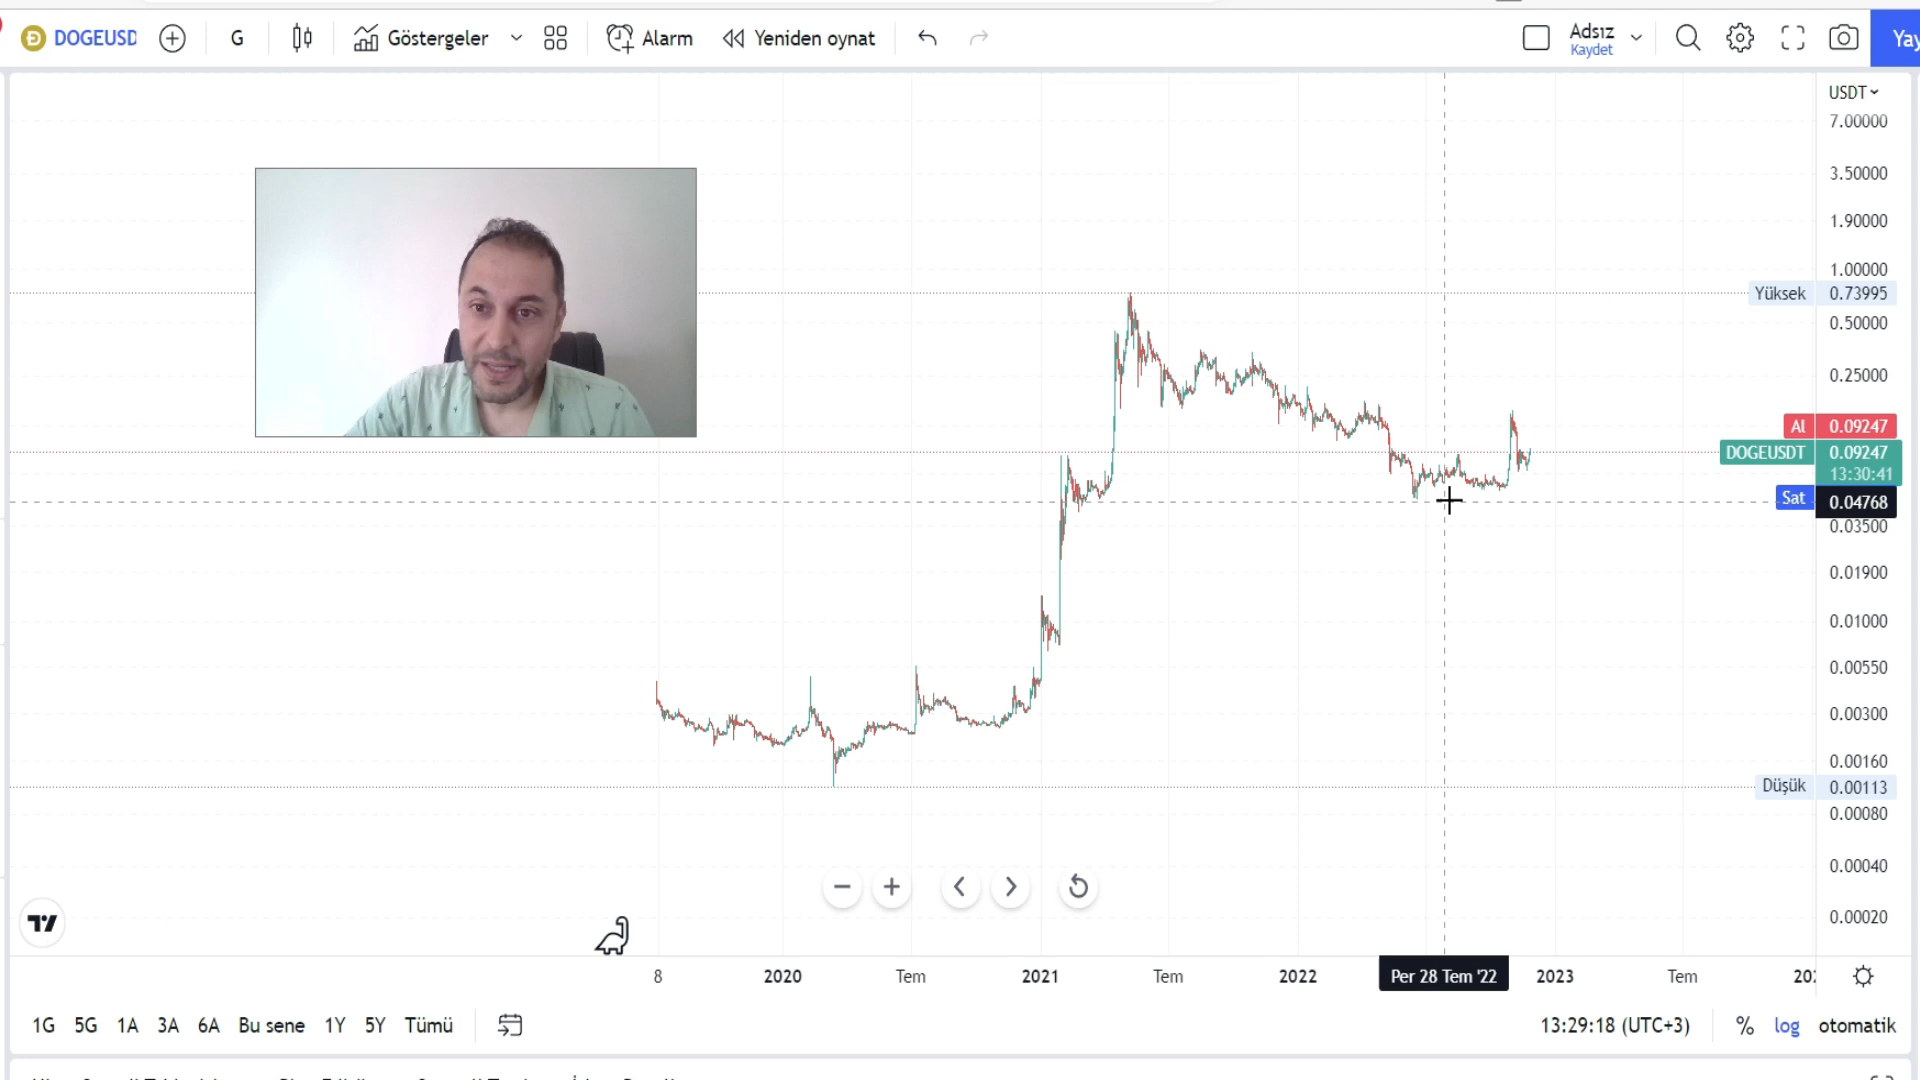 DOGEUSD G Göstergeler Alarm Yeniden oynat Adsız Kaydet Yay
USDT
7.00000
3.50000
1.90000
1.00000
Yüksek 0.73995
0.50000
0.25000
Al 0.09247
DOGEUSDT 0.09247
13:30:41
Sat 0.04768
0.03500
0.01900
0.01000
0.00550
0.00300
0.00160
Düşük 0.00113
0.00080
0.00040
0.00020
8 2020 Tem 2021 Tem 2022 Per 28 Tem '22 2023 Tem
1G 5G 1A 3A 6A Bu sene 1Y 5Y Tümü 13:29:18 (UTC+3) % log otomatik